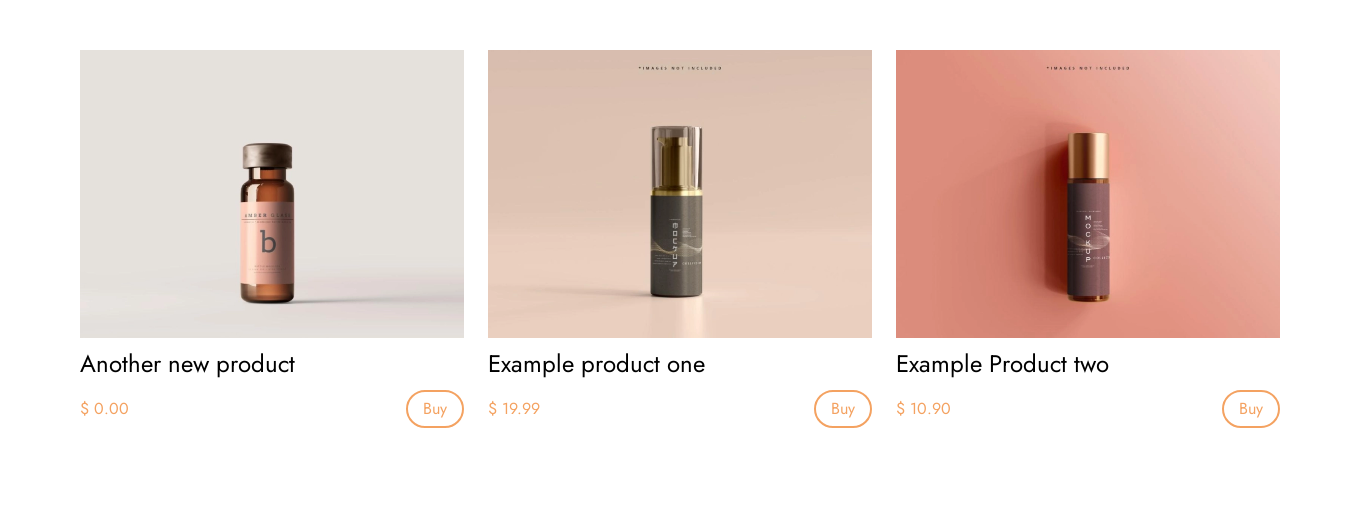 *IMAGES NOT INCLUDED
*IMAGES NOT INCLUDED
AMBER GLASS
b
MOCKUP
MOCKUP
Another new product
Example product one
Example Product two
$ 0.00
Buy
$ 19.99
Buy
$ 10.90
Buy